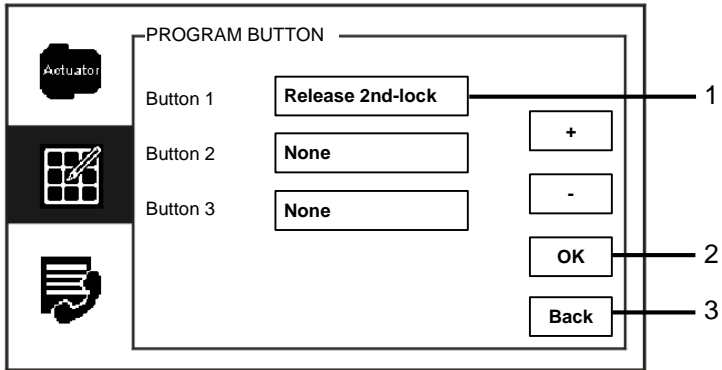 PROGRAM BUTTON
Actuator
Button 1 Release 2nd-lock 1
+
Button 2 None
-
Button 3 None
OK 2
Back 3